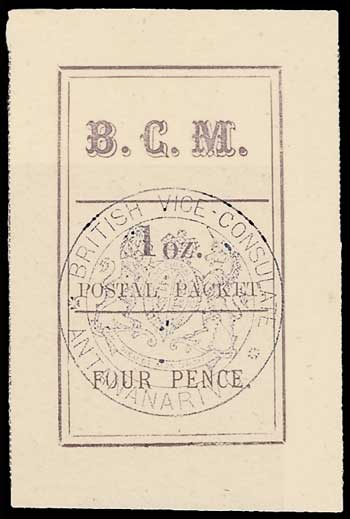 B. C. M.
BRITISH VICE-CONSULATE
1 oz.
POSTAL PACKET
FOUR PENCE.
ANTANANARIVO